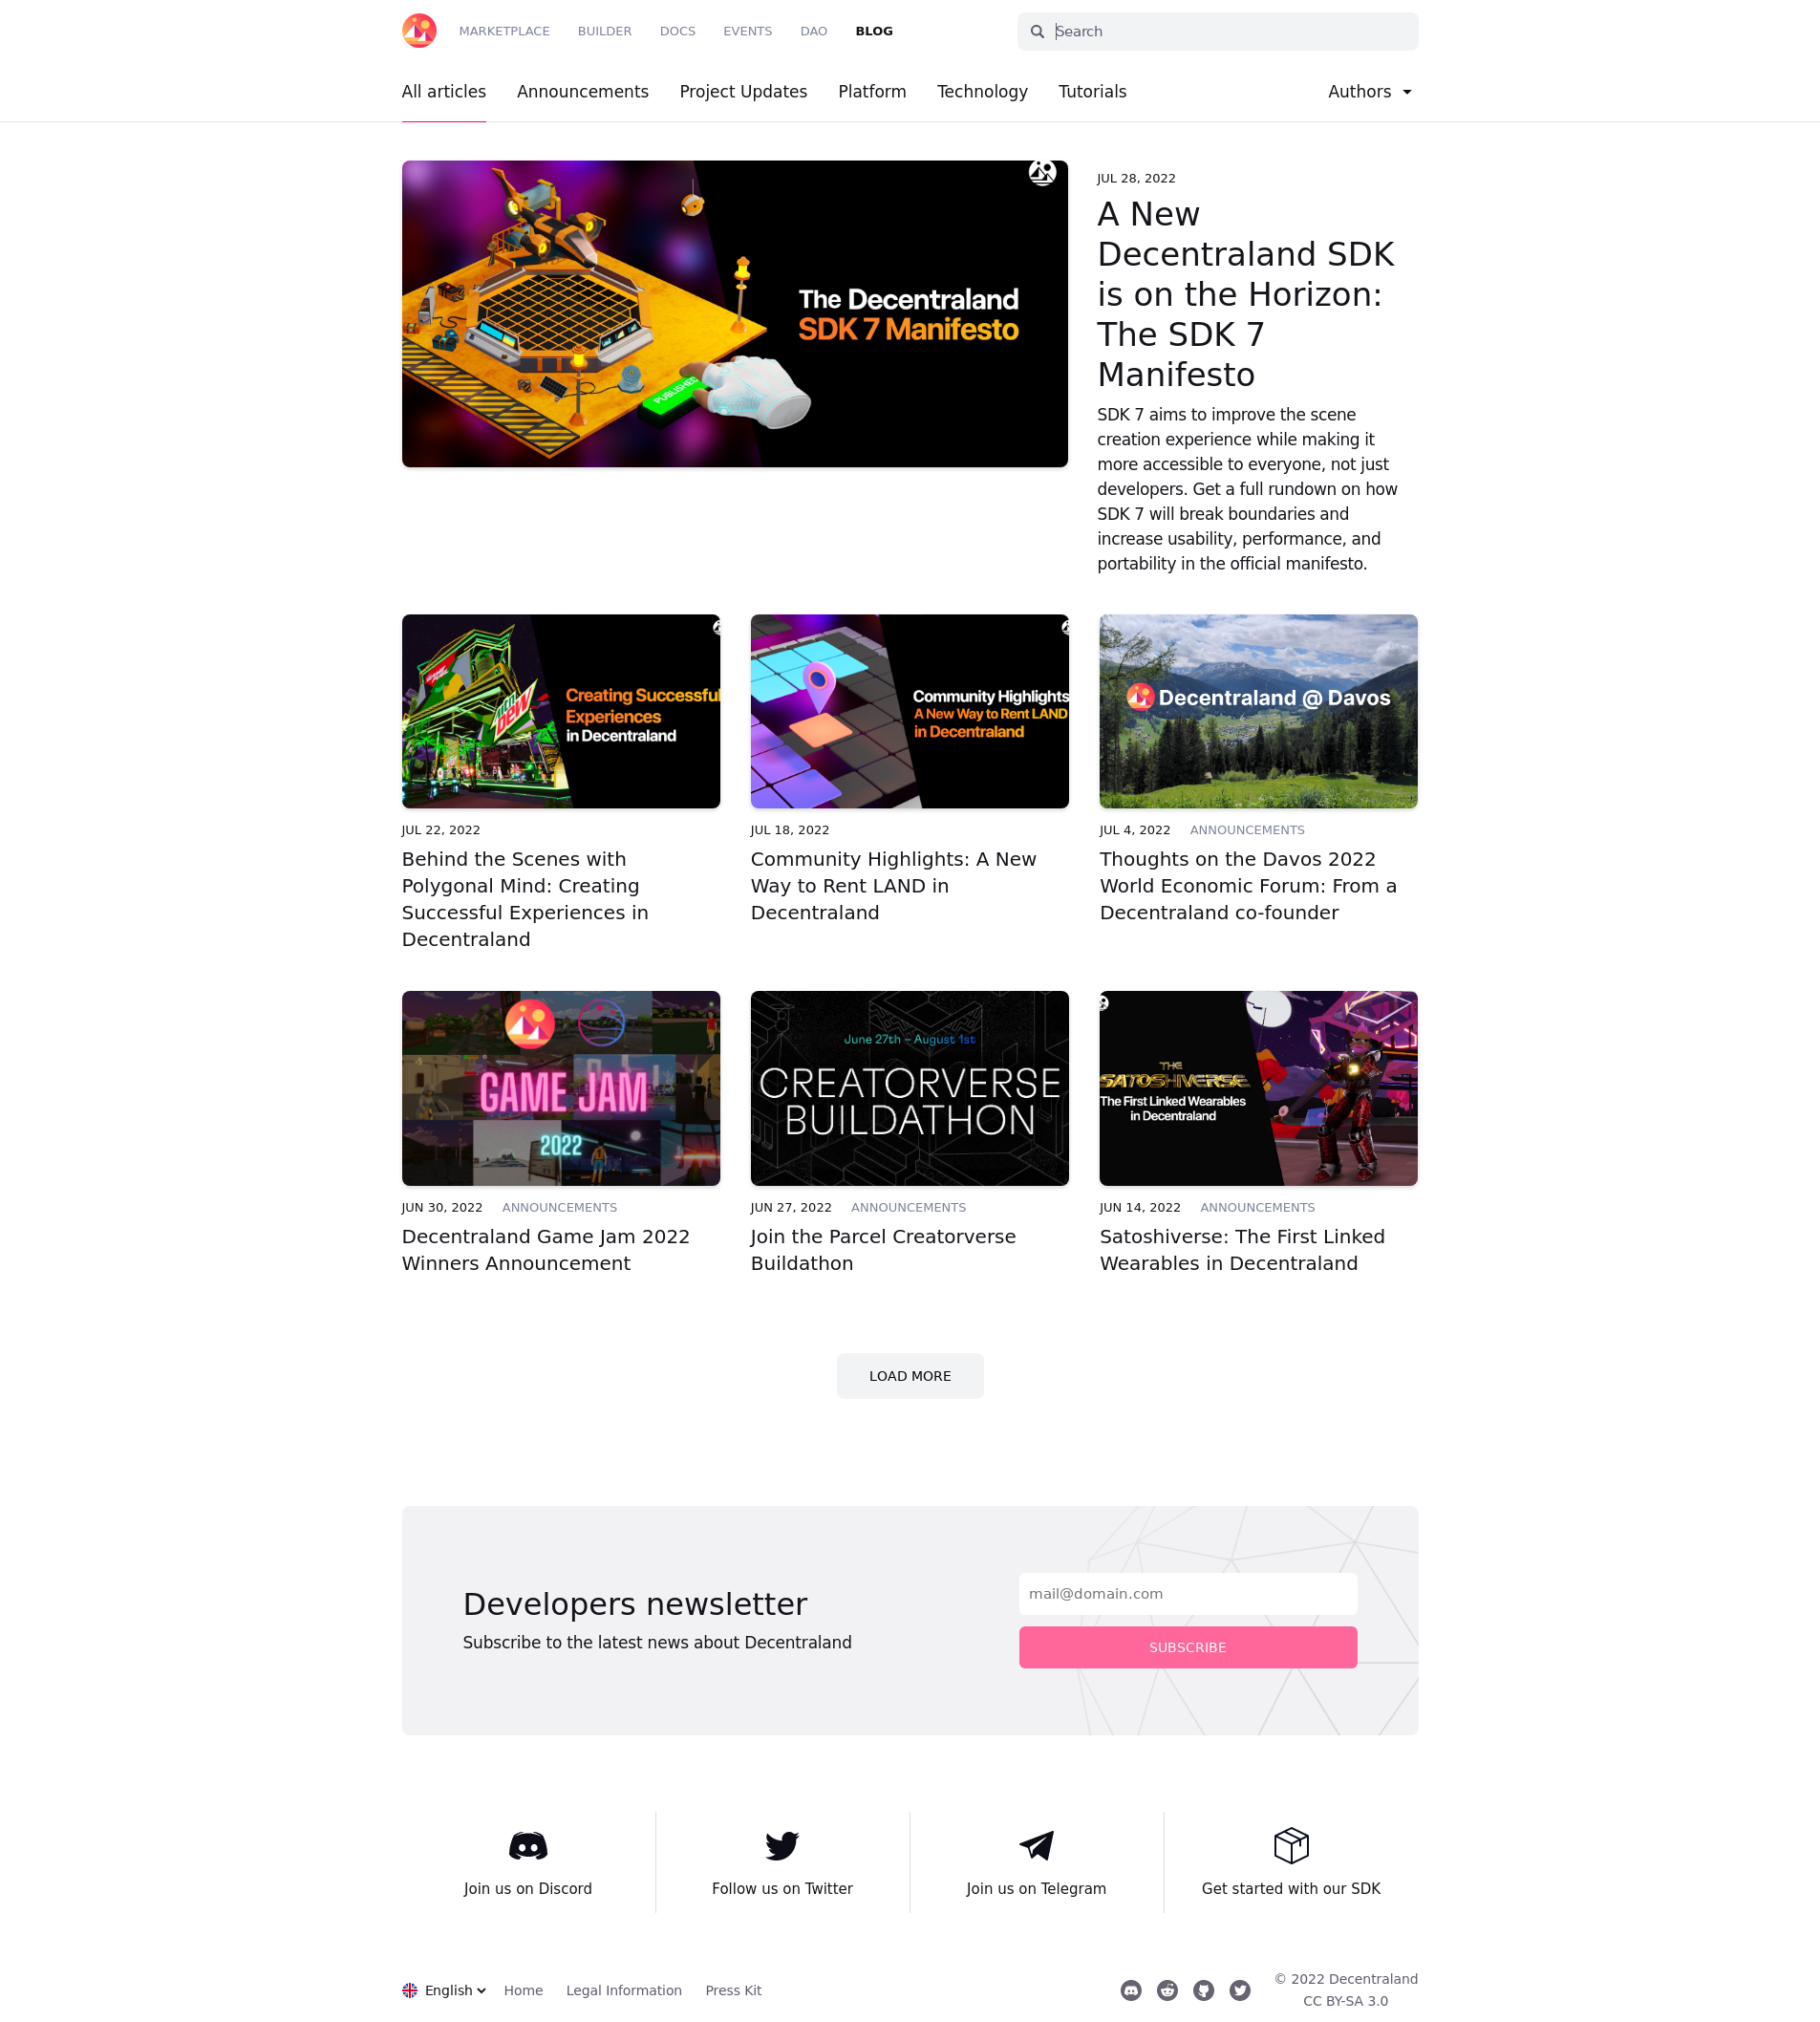 MARKETPLACE BUILDER DOCS EVENTS DAO BLOG Search
All articles Announcements Project Updates Platform Technology Tutorials Authors
The Decentraland
SDK 7 Manifesto
PUBLISHED
JUL 28, 2022
A New
Decentraland SDK
is on the Horizon:
The SDK 7
Manifesto
SDK 7 aims to improve the scene
creation experience while making it
more accessible to everyone, not just
developers. Get a full rundown on how
SDK 7 will break boundaries and
increase usability, performance, and
portability in the official manifesto.
mtn
dew
Creating Successful
Experiences
in Decentraland
JUL 22, 2022
Behind the Scenes with
Polygonal Mind: Creating
Successful Experiences in
Decentraland
Community Highlights
A New Way to Rent LAND
in Decentraland
JUL 18, 2022
Community Highlights: A New
Way to Rent LAND in
Decentraland
Decentraland @ Davos
JUL 4, 2022 ANNOUNCEMENTS
Thoughts on the Davos 2022
World Economic Forum: From a
Decentraland co-founder
GAME JAM
2022
JUN 30, 2022 ANNOUNCEMENTS
Decentraland Game Jam 2022
Winners Announcement
June 27th – August 1st
CREATORVERSE
BUILDATHON
JUN 27, 2022 ANNOUNCEMENTS
Join the Parcel Creatorverse
Buildathon
THE
SATOSHIVERSE
The First Linked Wearables
in Decentraland
JUN 14, 2022 ANNOUNCEMENTS
Satoshiverse: The First Linked
Wearables in Decentraland
LOAD MORE
Developers newsletter
Subscribe to the latest news about Decentraland
mail@domain.com
SUBSCRIBE
Join us on Discord
Follow us on Twitter
Join us on Telegram
Get started with our SDK
English Home Legal Information Press Kit
© 2022 Decentraland
CC BY-SA 3.0